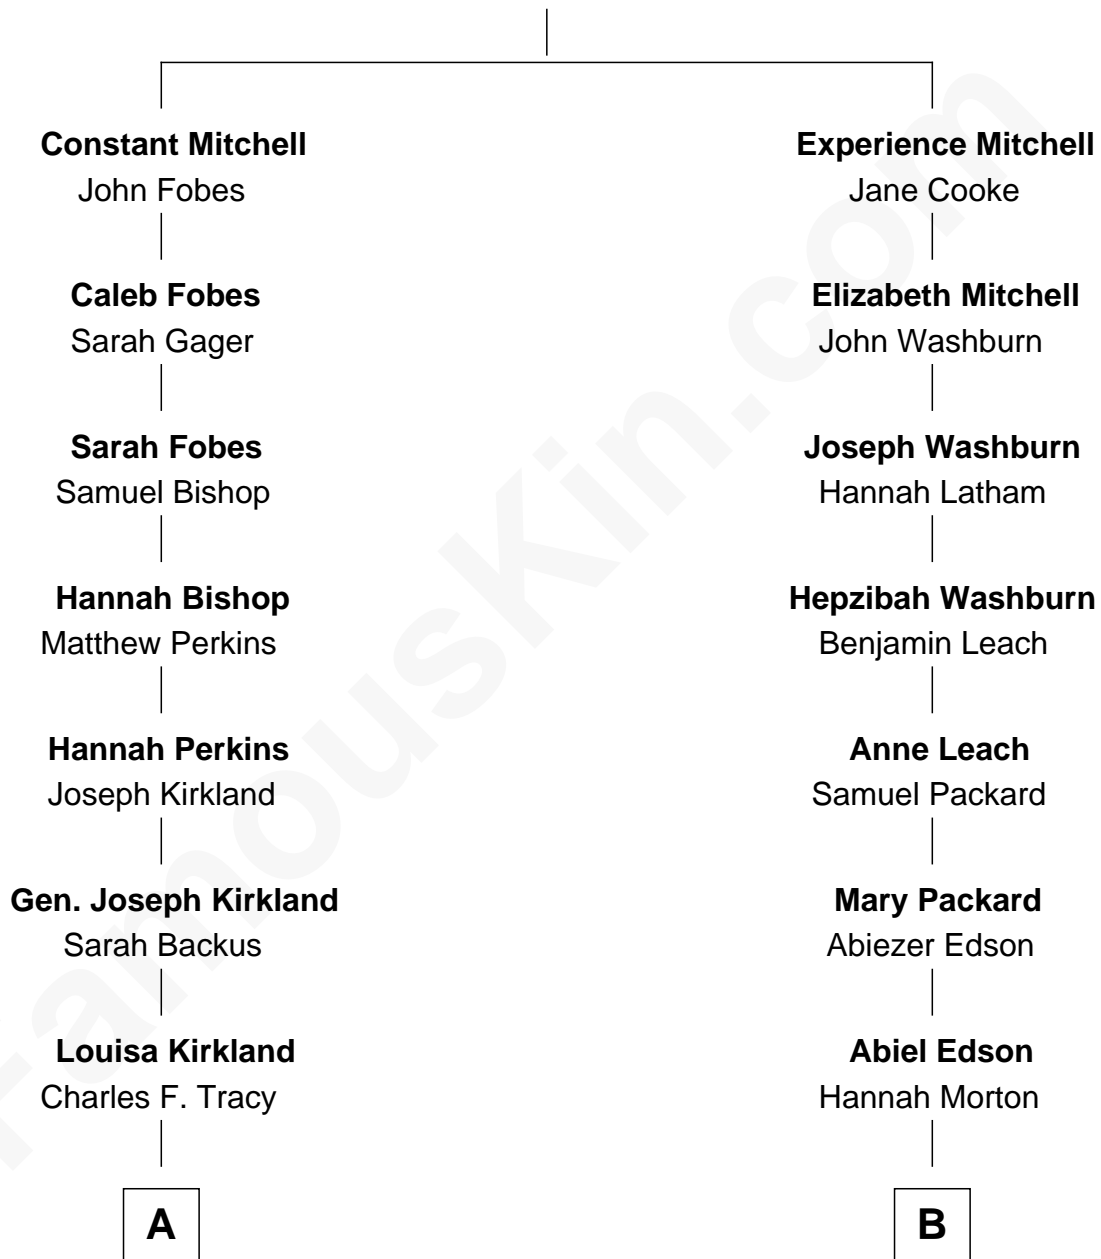 Constant Mitchell
John Fobes
Experience Mitchell
Jane Cooke
Caleb Fobes
Sarah Gager
Elizabeth Mitchell
John Washburn
Sarah Fobes
Samuel Bishop
Joseph Washburn
Hannah Latham
Hannah Bishop
Matthew Perkins
Hepzibah Washburn
Benjamin Leach
Hannah Perkins
Joseph Kirkland
Anne Leach
Samuel Packard
Gen. Joseph Kirkland
Sarah Backus
Mary Packard
Abiezer Edson
Louisa Kirkland
Charles F. Tracy
Abiel Edson
Hannah Morton
A
B
FamousKin.com